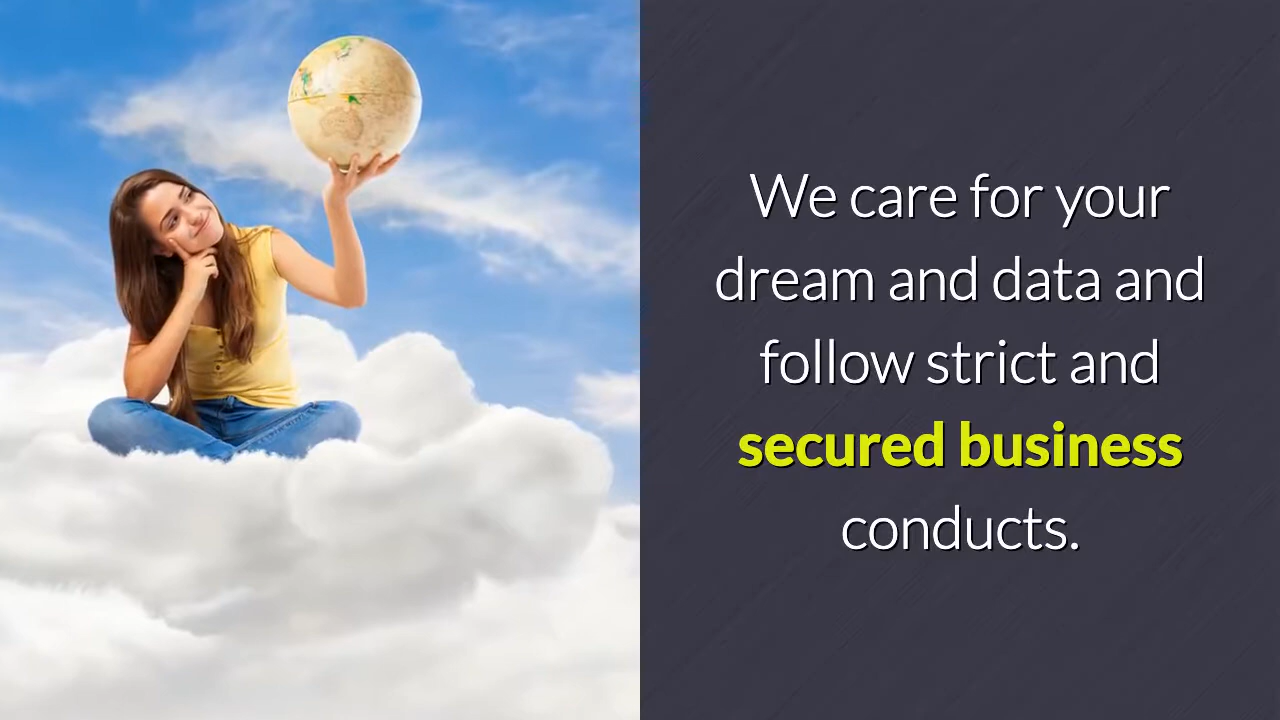 We care for your
dream and data and
follow strict and
secured business
conducts.